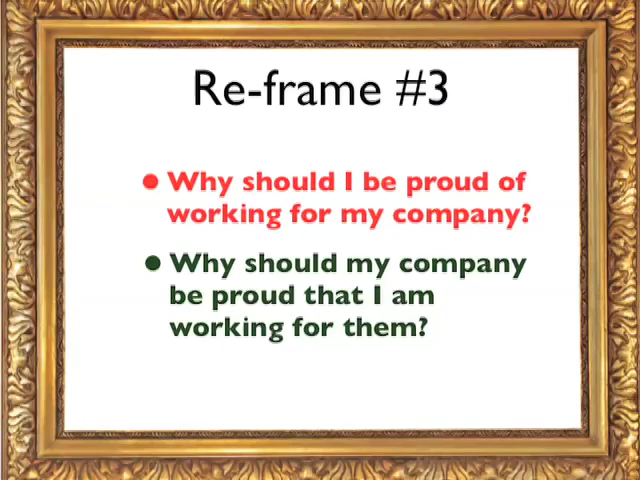 Re-frame #3
• Why should I be proud of
working for my company?
• Why should my company
be proud that I am
working for them?